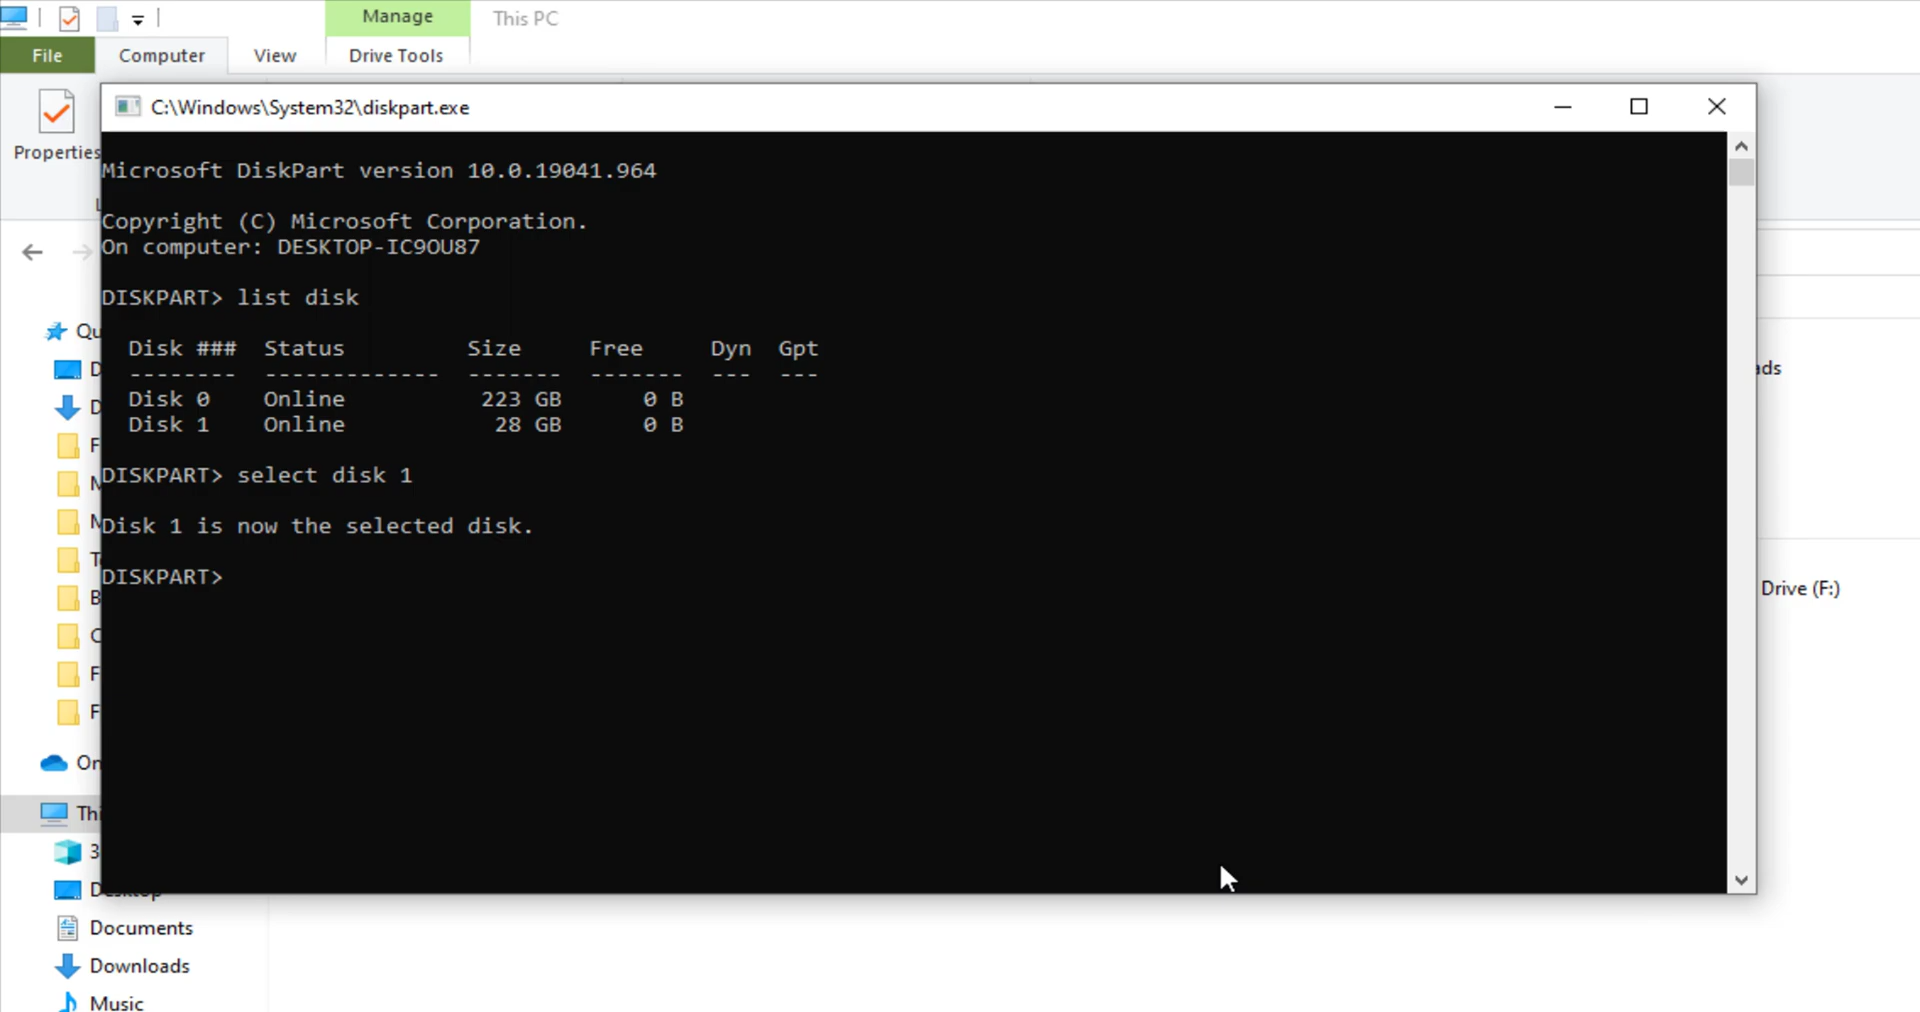 Manage This PC
File Computer View Drive Tools
C:\Windows\System32\diskpart.exe
Properties
Microsoft DiskPart version 10.0.19041.964
Copyright (C) Microsoft Corporation.
On computer: DESKTOP-IC9OU87
DISKPART> list disk
Disk ### Status Size Free Dyn Gpt
-------- ------------- ------- ------- --- ---
Disk 0 Online 223 GB 0 B
Disk 1 Online 28 GB 0 B
DISKPART> select disk 1
Disk 1 is now the selected disk.
DISKPART>
Drive (F:)
Desktop
Documents
Downloads
Music